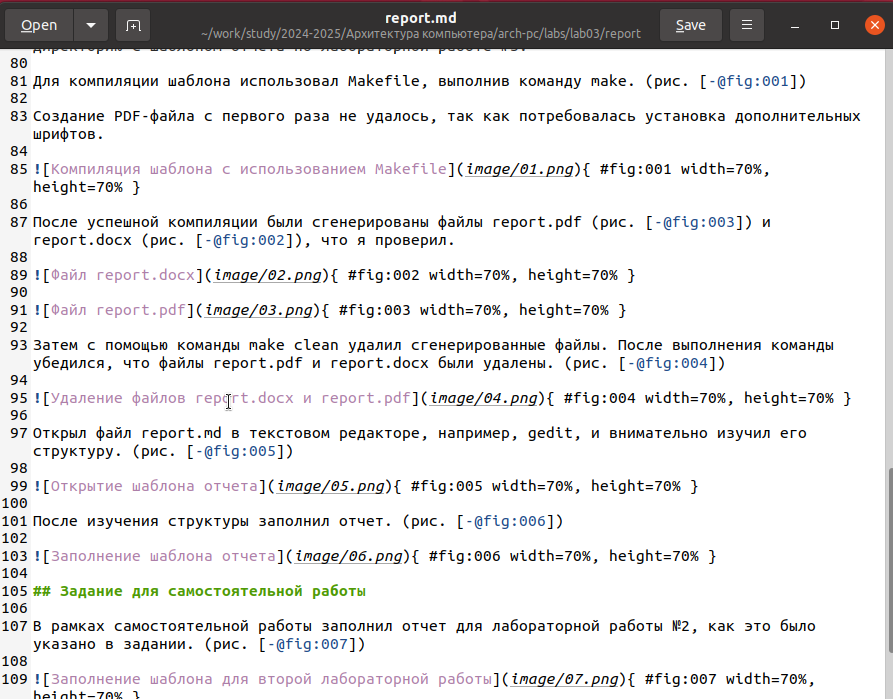 Open
report.md
~/work/study/2024-2025/Архитектура компьютера/arch-pc/labs/lab03/report
Save
80
81 Для компиляции шаблона использовал Makefile, выполнив команду make. (рис. [-@fig:001])
82
83 Создание PDF-файла с первого раза не удалось, так как потребовалась установка дополнительных
шрифтов.
84
85 ![Компиляция шаблона с использованием Makefile](image/01.png){ #fig:001 width=70%,
height=70% }
86
87 После успешной компиляции были сгенерированы файлы report.pdf (рис. [-@fig:003]) и
report.docx (рис. [-@fig:002]), что я проверил.
88
89 ![Файл report.docx](image/02.png){ #fig:002 width=70%, height=70% }
90
91 ![Файл report.pdf](image/03.png){ #fig:003 width=70%, height=70% }
92
93 Затем с помощью команды make clean удалил сгенерированные файлы. После выполнения команды
убедился, что файлы report.pdf и report.docx были удалены. (рис. [-@fig:004])
94
95 ![Удаление файлов report.docx и report.pdf](image/04.png){ #fig:004 width=70%, height=70% }
96
97 Открыл файл report.md в текстовом редакторе, например, gedit, и внимательно изучил его
структуру. (рис. [-@fig:005])
98
99 ![Открытие шаблона отчета](image/05.png){ #fig:005 width=70%, height=70% }
100
101 После изучения структуры заполнил отчет. (рис. [-@fig:006])
102
103 ![Заполнение шаблона отчета](image/06.png){ #fig:006 width=70%, height=70% }
104
105 ## Задание для самостоятельной работы
106
107 В рамках самостоятельной работы заполнил отчет для лабораторной работы №2, как это было
указано в задании. (рис. [-@fig:007])
108
109 ![Заполнение шаблона для второй лабораторной работы](image/07.png){ #fig:007 width=70%,
height=70% }